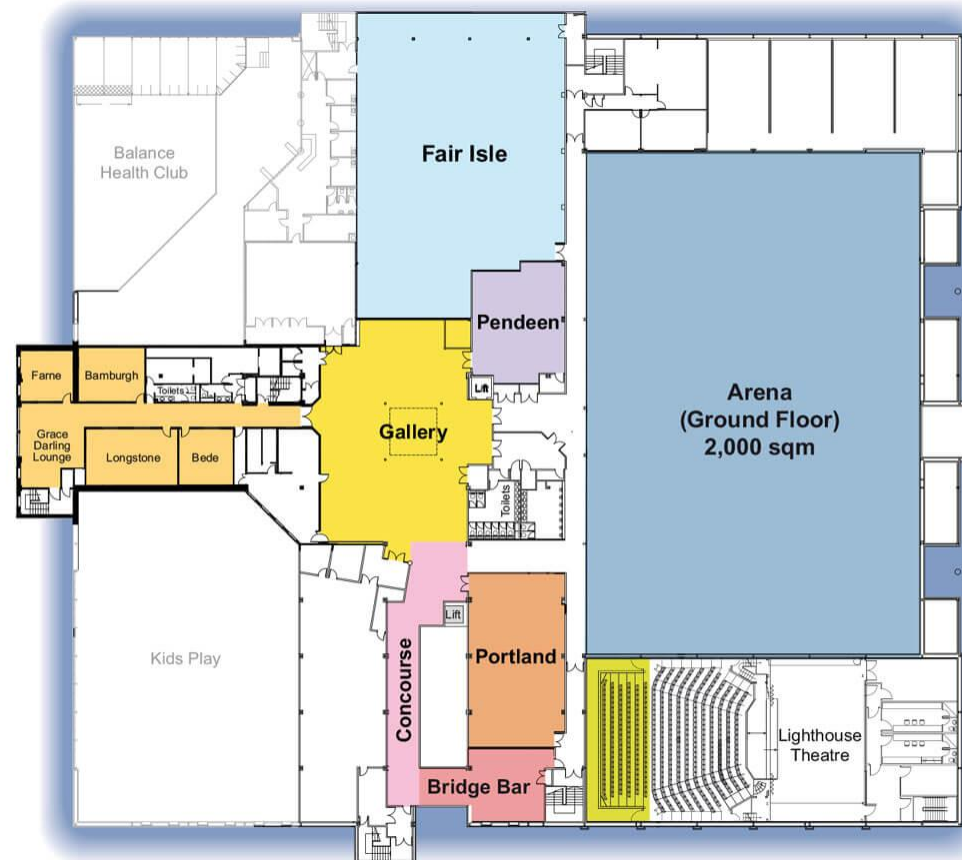 Balance
Health Club
Fair Isle
Pendeen
Lift
Farne
Bamburgh
Toilets
Grace
Darling
Lounge
Longstone
Bede
Gallery
Toilets
Arena
(Ground Floor)
2,000 sqm
Kids Play
Concourse
Lift
Portland
Bridge Bar
Lighthouse
Theatre